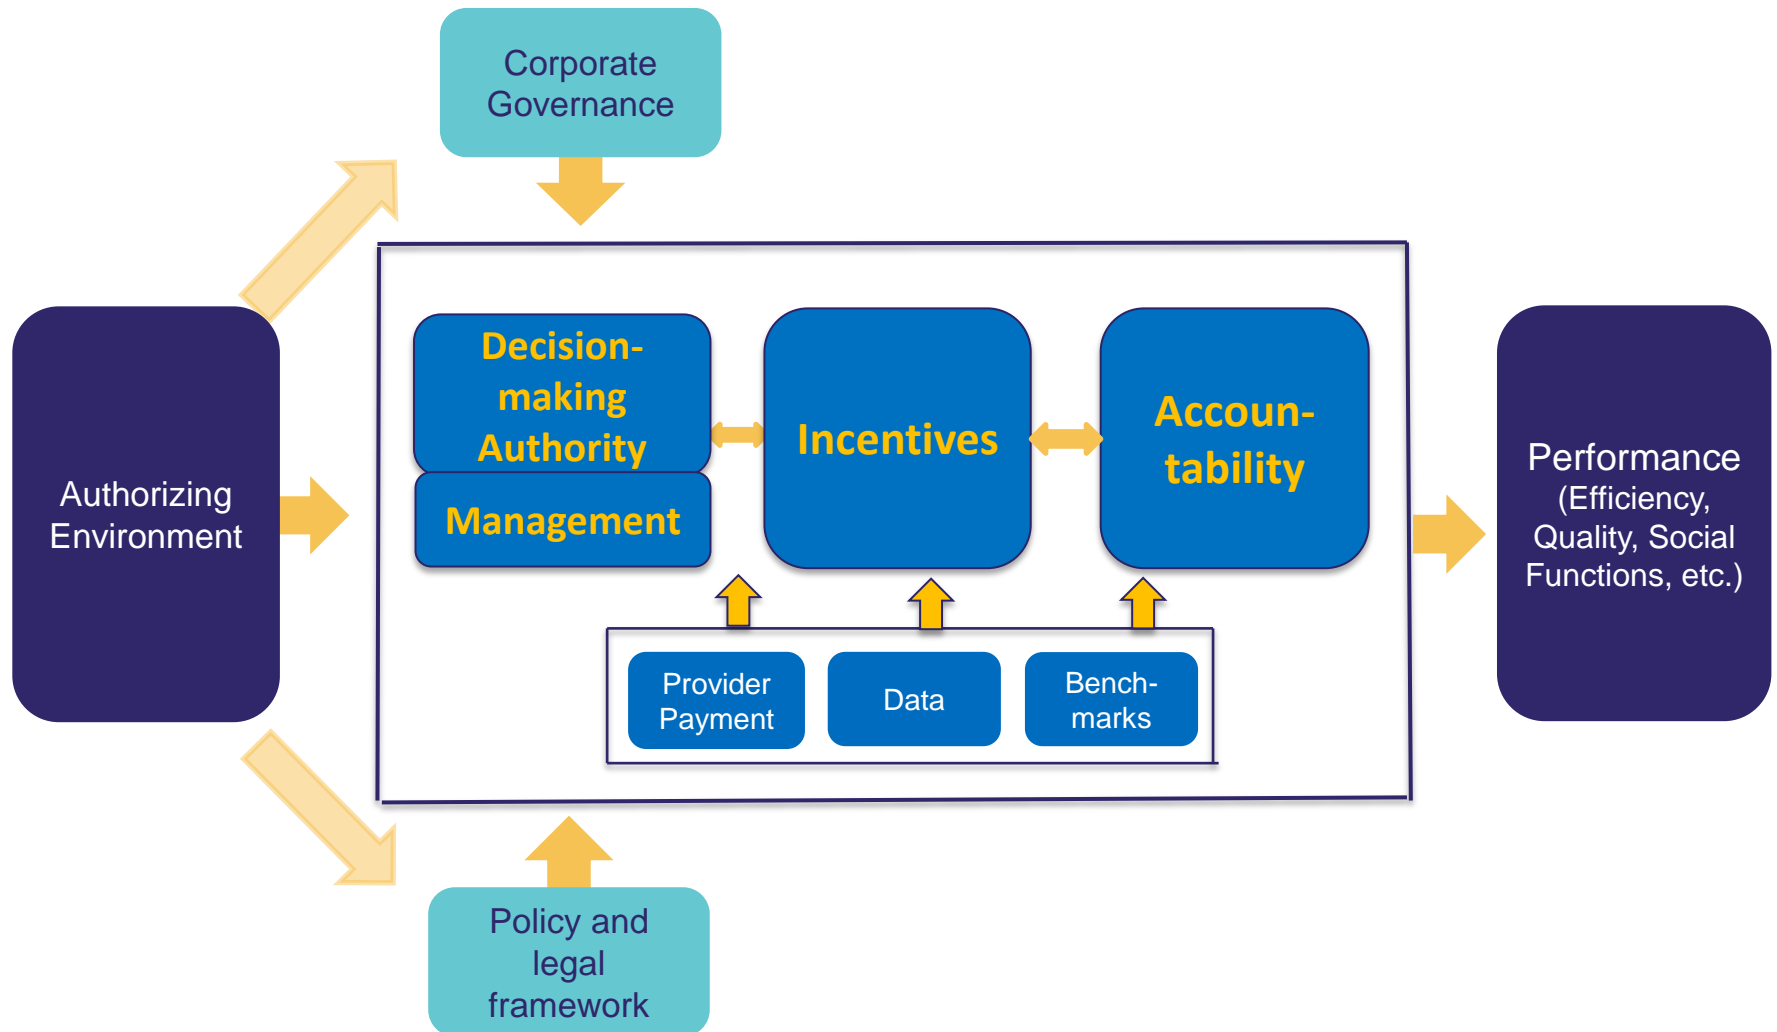 Corporate
Governance
Authorizing
Environment
Decision-
making
Authority
Management
Incentives
Accoun-
tability
Provider
Payment
Data
Bench-
marks
Performance
(Efficiency,
Quality, Social
Functions, etc.)
Policy and
legal
framework